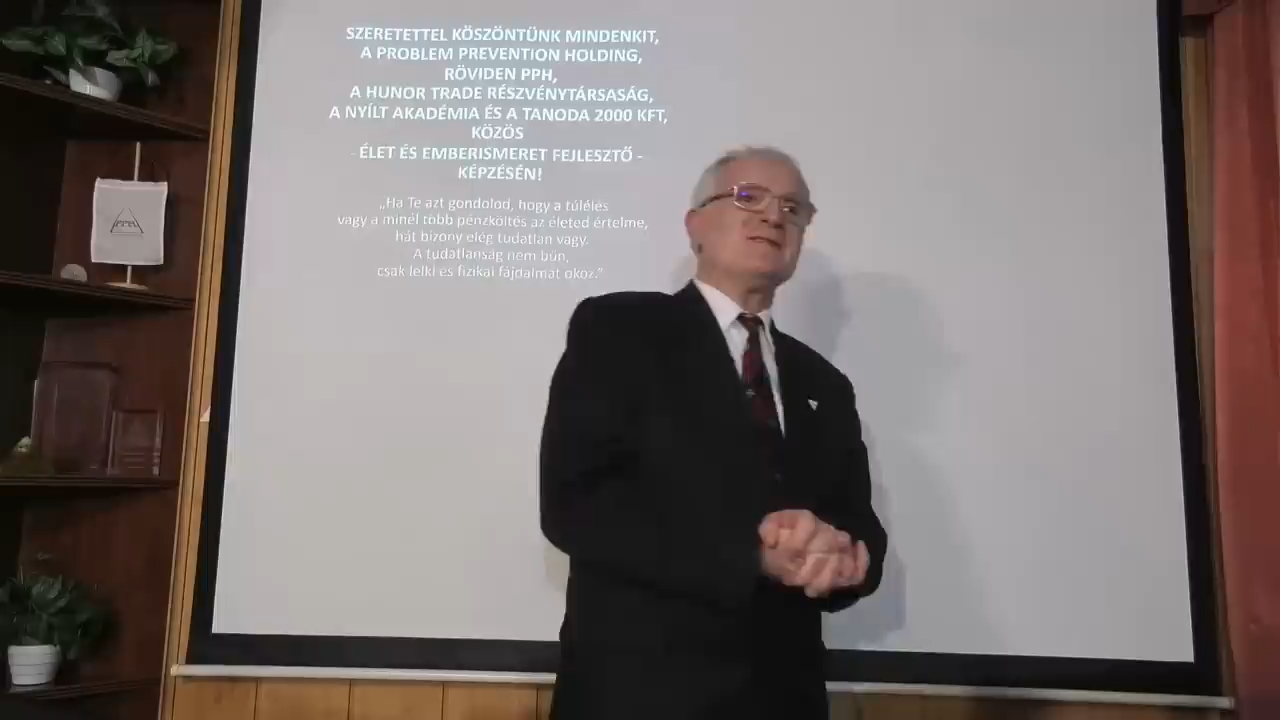 SZERETETTEL KÖSZÖNTÜNK MINDENKIT,
A PROBLEM PREVENTION HOLDING,
RÖVIDEN PPH,
A HUNOR TRADE RÉSZVÉNYTÁRSASÁG,
A NYÍLT AKADÉMIA ÉS A TANODA 2000 KFT,
KÖZÖS
- ÉLET ÉS EMBERISMERET FEJLESZTŐ -
KÉPZÉSÉN!
„Ha Te azt gondolod, hogy a túlélés
vagy a minél több pénzköltés az életed értelme,
hát bizony elég tudatlan vagy.
A tudatlanság nem bűn,
csak lelki és fizikai fájdalmat okoz."